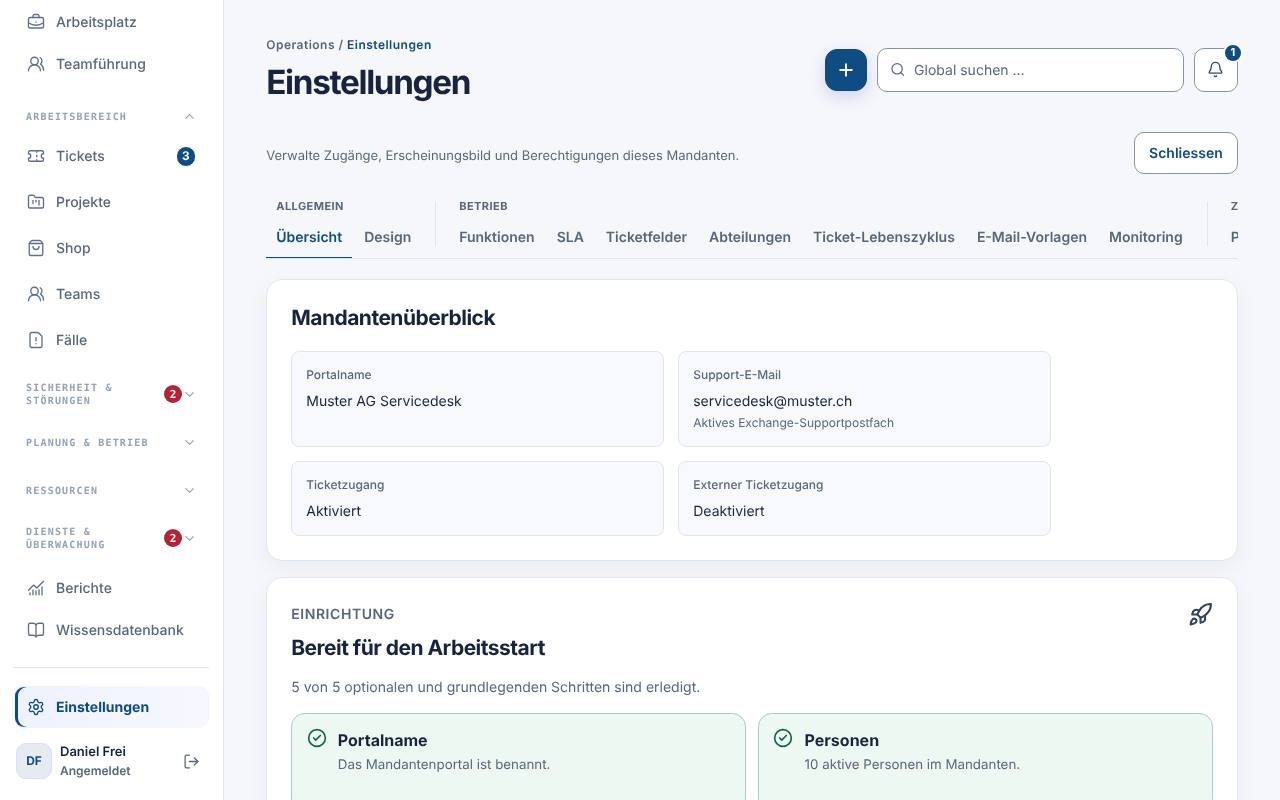 Arbeitsplatz
Teamführung
ARBEITSBEREICH
Tickets 3
Projekte
Shop
Teams
Fälle
SICHERHEIT &
STÖRUNGEN 2
PLANUNG & BETRIEB
RESSOURCEN
DIENSTE &
ÜBERWACHUNG 2
Berichte
Wissensdatenbank
Einstellungen
DF Daniel Frei
Angemeldet
Operations / Einstellungen
Einstellungen
Global suchen ...
1
Verwalte Zugänge, Erscheinungsbild und Berechtigungen dieses Mandanten.
Schliessen
ALLGEMEIN
Übersicht Design
BETRIEB
Funktionen SLA Ticketfelder Abteilungen Ticket-Lebenszyklus E-Mail-Vorlagen Monitoring
Mandantenüberblick
Portalname
Muster AG Servicedesk
Support-E-Mail
servicedesk@muster.ch
Aktives Exchange-Supportpostfach
Ticketzugang
Aktiviert
Externer Ticketzugang
Deaktiviert
EINRICHTUNG
Bereit für den Arbeitsstart
5 von 5 optionalen und grundlegenden Schritten sind erledigt.
Portalname
Das Mandantenportal ist benannt.
Personen
10 aktive Personen im Mandanten.